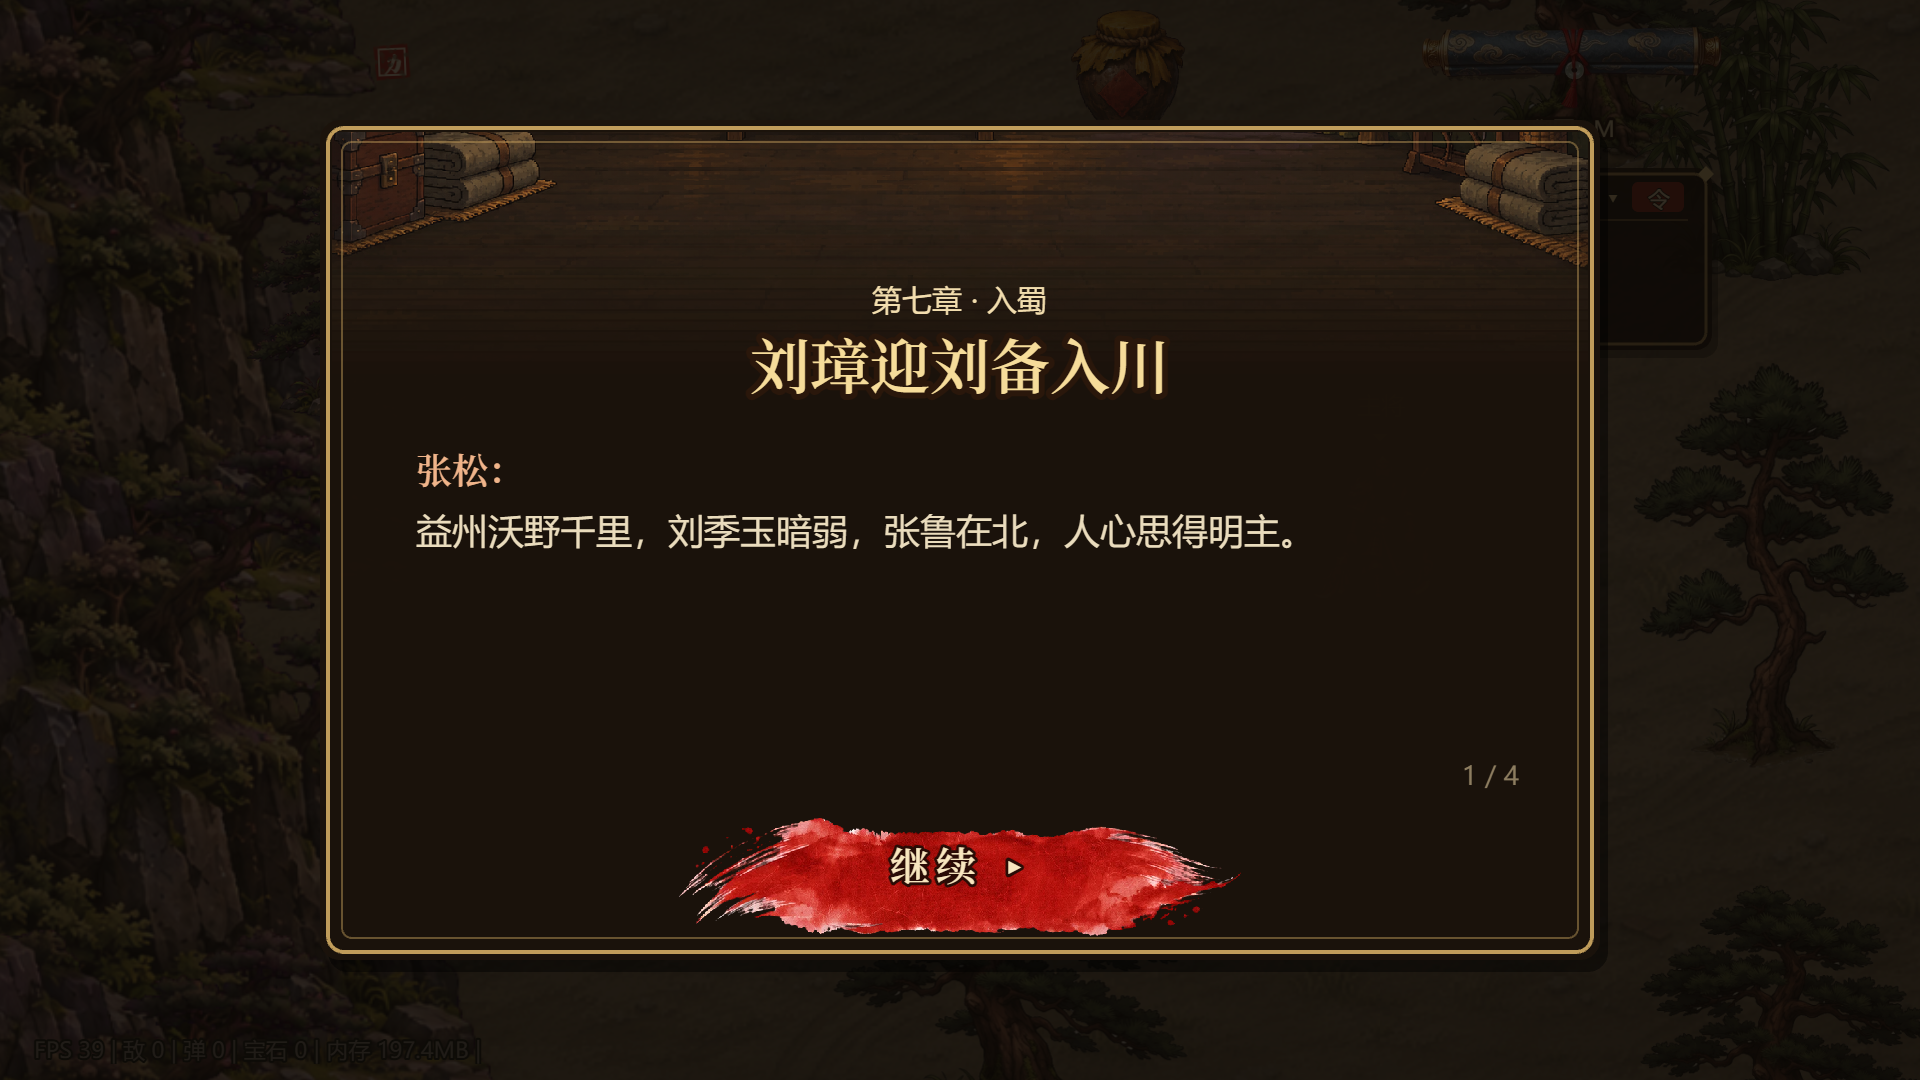 力
M
令
第七章 · 入蜀
刘璋迎刘备入川
张松：
益州沃野千里，刘季玉暗弱，张鲁在北，人心思得明主。
1 / 4
继续 ▸
FPS 39 | 敌 0 | 弹 0 | 宝石 0 | 内存 197.4MB |